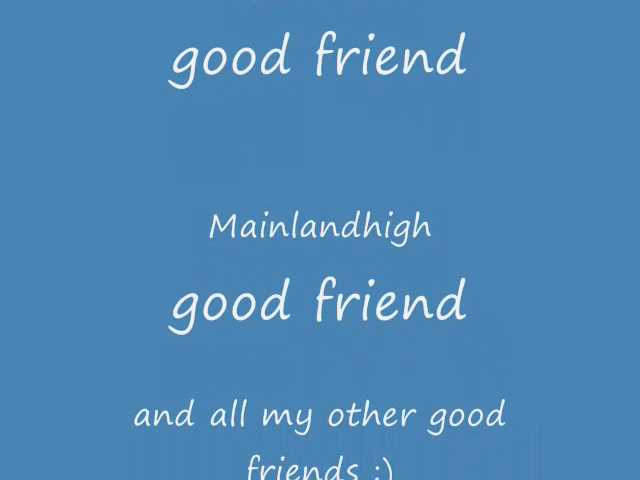 good friend
Mainlandhigh
good friend
and all my other good
friends :)